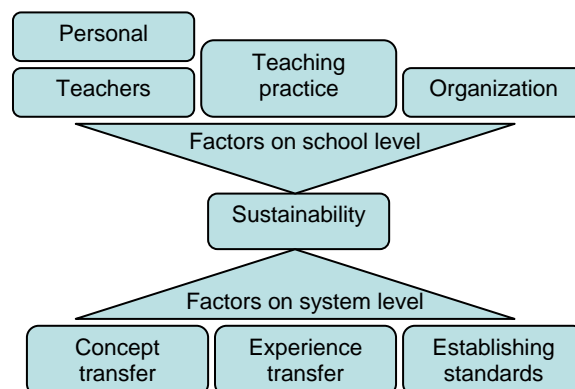 Personal
Teachers
Teaching
practice
Organization
Factors on school level
Sustainability
Factors on system level
Concept
transfer
Experience
transfer
Establishing
standards